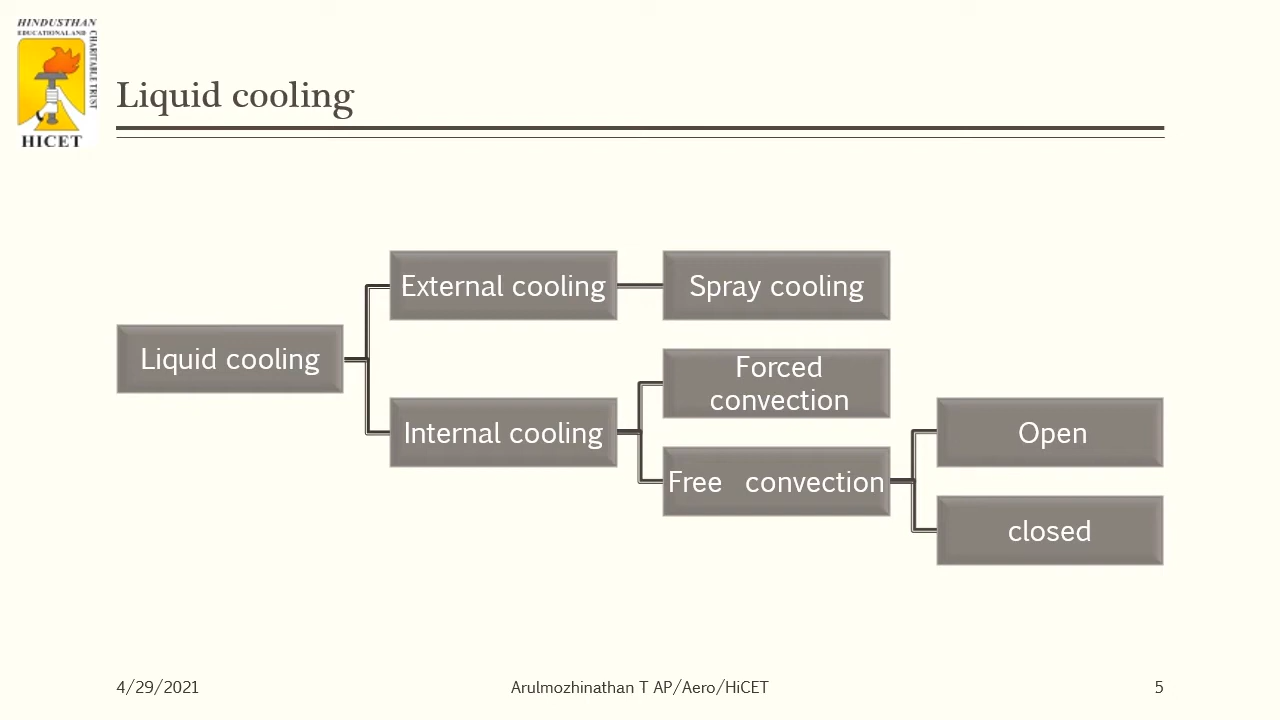 HINDUSTHAN
EDUCATIONAL AND
CHARITABLE TRUST
HICET
Liquid cooling
External cooling
Spray cooling
Liquid cooling
Forced
convection
Internal cooling
Open
Free convection
closed
4/29/2021
Arulmozhinathan T AP/Aero/HiCET
5